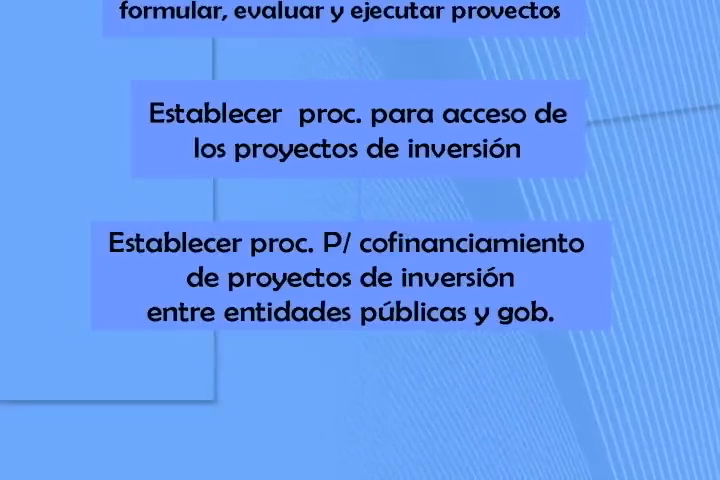 formular, evaluar y ejecutar proyectos
Establecer proc. para acceso de
los proyectos de inversión
Establecer proc. P/ cofinanciamiento
de proyectos de inversión
entre entidades públicas y gob.